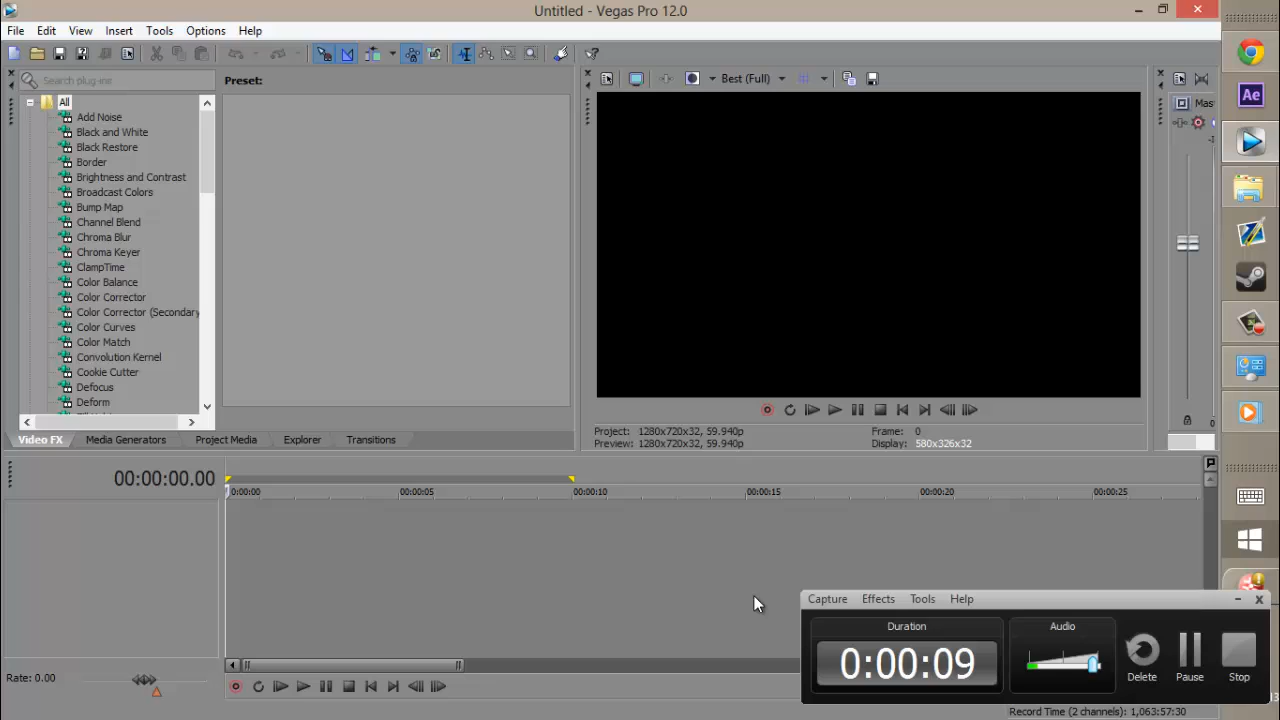 Untitled - Vegas Pro 12.0
File Edit View Insert Tools Options Help
Search plug-ins
Preset:
Best (Full)
All
Add Noise
Black and White
Black Restore
Border
Brightness and Contrast
Broadcast Colors
Bump Map
Channel Blend
Chroma Blur
Chroma Keyer
ClampTime
Color Balance
Color Corrector
Color Corrector (Secondary
Color Curves
Color Match
Convolution Kernel
Cookie Cutter
Defocus
Deform
Mas
Ae
Video FX Media Generators Project Media Explorer Transitions
Project: 1280x720x32, 59.940p Frame: 0
Preview: 1280x720x32, 59.940p Display: 580x326x32
00:00:00.00
00:00:00 00:00:05 00:00:10 00:00:15 00:00:20 00:00:25
Capture Effects Tools Help
Duration Audio
0:00:09
Delete Pause Stop
Rate: 0.00
Record Time (2 channels): 1,063:57:30